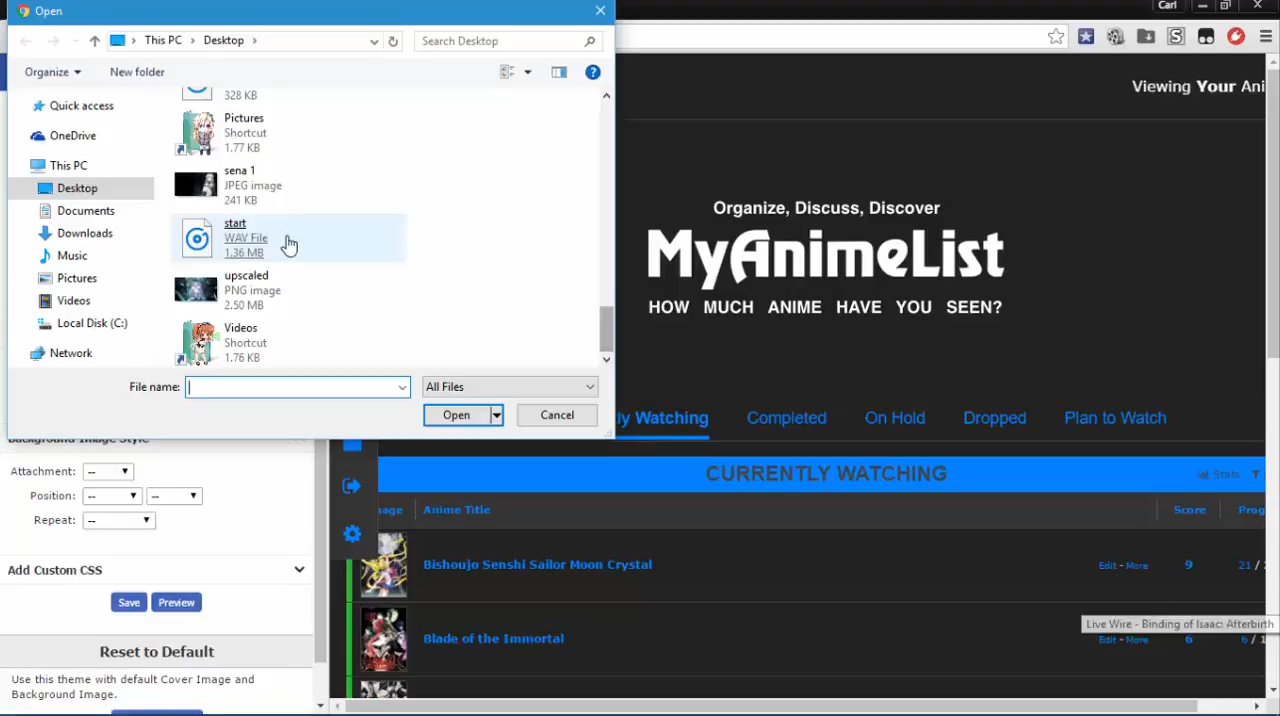 Open
Carl
This PC
Desktop
Search Desktop
Organize
New folder
Viewing Your Ani
328 KB
Quick access
OneDrive
This PC
Desktop
Documents
Downloads
Music
Pictures
Videos
Local Disk (C:)
Network
Pictures
Shortcut
1.77 KB
sena 1
JPEG image
241 KB
start
WAV File
1.36 MB
upscaled
PNG image
2.50 MB
Videos
Shortcut
1.76 KB
File name:
All Files
Open
Cancel
Organize, Discuss, Discover
MyAnimeList
HOW MUCH ANIME HAVE YOU SEEN?
ly Watching
Completed
On Hold
Dropped
Plan to Watch
Background Image Style
Attachment: --
Position: -- --
Repeat: --
Add Custom CSS
Save
Preview
Reset to Default
Use this theme with default Cover Image and
Background Image.
CURRENTLY WATCHING
Stats
mage
Anime Title
Score
Prog
Bishoujo Senshi Sailor Moon Crystal
Edit - More
9
21 /
Live Wire - Binding of Isaac: Afterbirth
Blade of the Immortal
Edit - More
6
6 / 1